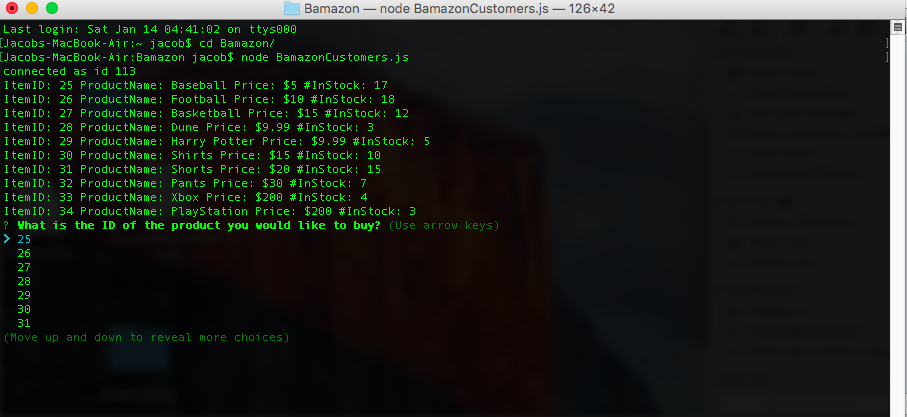 Bamazon — node BamazonCustomers.js — 126×42
Last login: Sat Jan 14 04:41:02 on ttys000
[Jacobs-MacBook-Air:~ jacob$ cd Bamazon/ ]
[Jacobs-MacBook-Air:Bamazon jacob$ node BamazonCustomers.js ]
connected as id 113
ItemID: 25 ProductName: Baseball Price: $5 #InStock: 17
ItemID: 26 ProductName: Football Price: $10 #InStock: 18
ItemID: 27 ProductName: Basketball Price: $15 #InStock: 12
ItemID: 28 ProductName: Dune Price: $9.99 #InStock: 3
ItemID: 29 ProductName: Harry Potter Price: $9.99 #InStock: 5
ItemID: 30 ProductName: Shirts Price: $15 #InStock: 10
ItemID: 31 ProductName: Shorts Price: $20 #InStock: 15
ItemID: 32 ProductName: Pants Price: $30 #InStock: 7
ItemID: 33 ProductName: Xbox Price: $200 #InStock: 4
ItemID: 34 ProductName: PlayStation Price: $200 #InStock: 3
? What is the ID of the product you would like to buy? (Use arrow keys)
❯ 25
26
27
28
29
30
31
(Move up and down to reveal more choices)